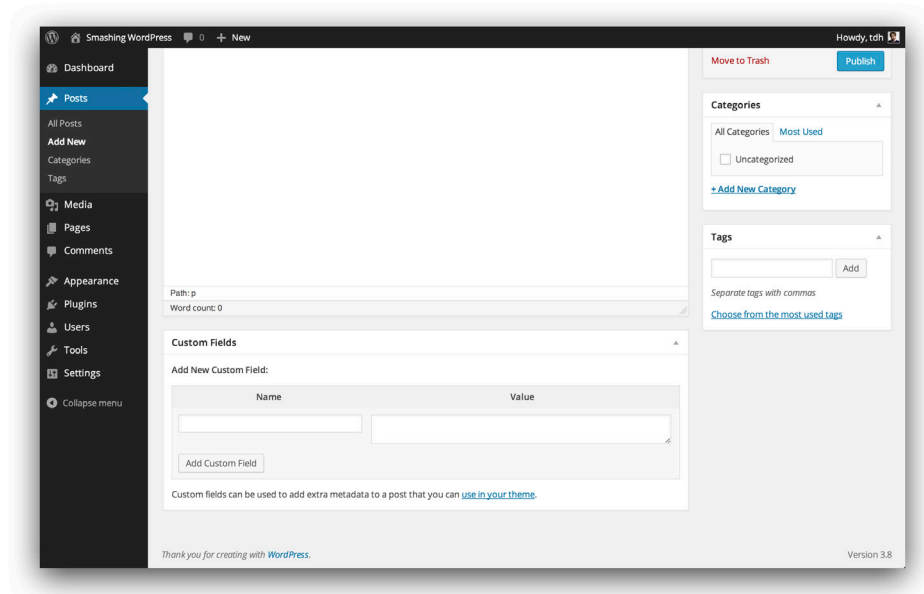 Smashing WordPress 0 + New Howdy, tdh
Dashboard
Posts
All Posts
Add New
Categories
Tags
Media
Pages
Comments
Appearance
Plugins
Users
Tools
Settings
Collapse menu
Path: p
Word count: 0
Custom Fields
Add New Custom Field:
Name Value
Add Custom Field
Custom fields can be used to add extra metadata to a post that you can use in your theme.
Thank you for creating with WordPress.
Move to Trash Publish
Categories
All Categories Most Used
Uncategorized
+ Add New Category
Tags
Add
Separate tags with commas
Choose from the most used tags
Version 3.8